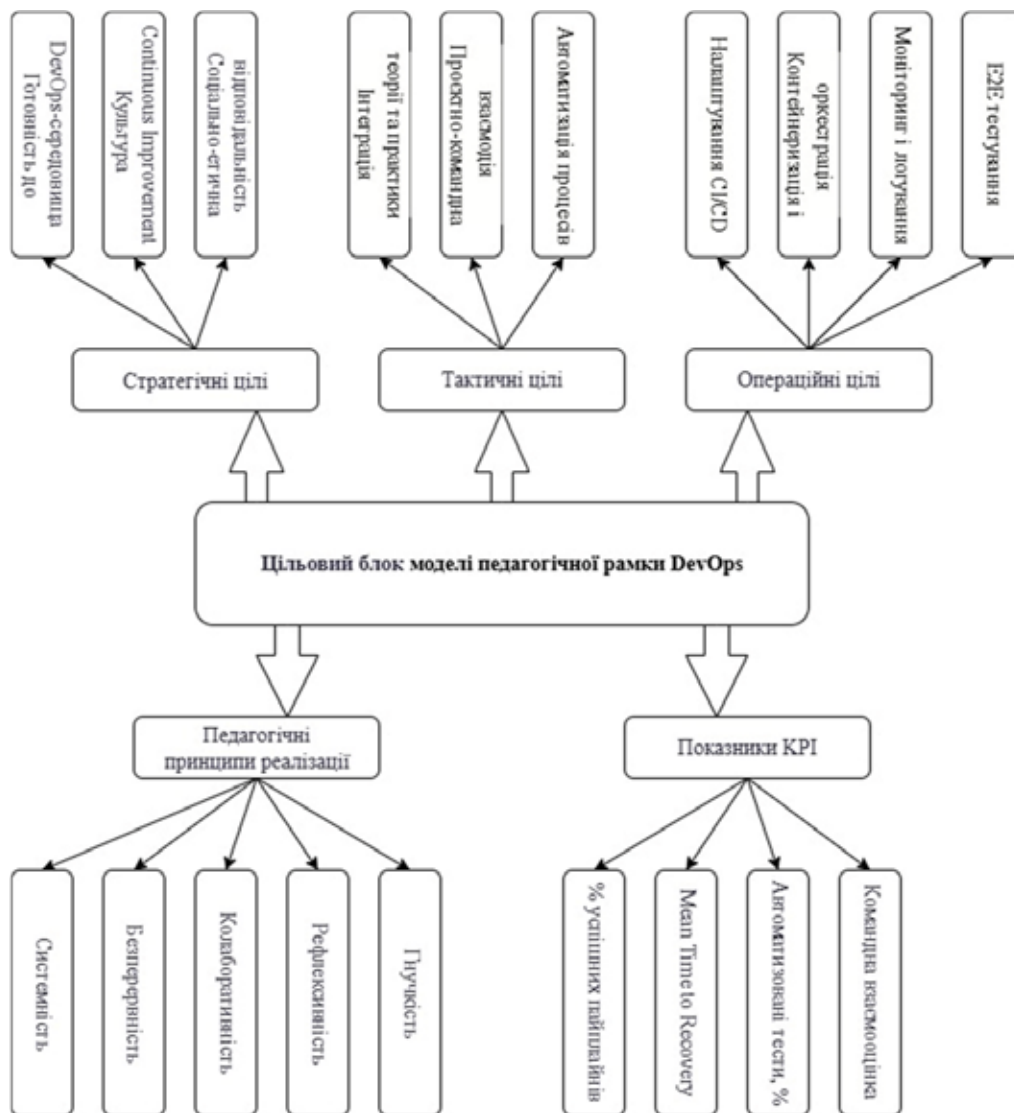 Готовність до
DevOps-середовища
Культура
Continuous Improvement
Соціально-етична
відповідальність
Інтеграція
теорії та практики
Проєктно-командна
взаємодія
Автоматизація процесів
Налаштування CI/CD
Контейнеризація і
оркестрація
Моніторинг і логування
E2E тестування
Стратегічні цілі
Тактичні цілі
Операційні цілі
Цільовий блок моделі педагогічної рамки DevOps
Педагогічні
принципи реалізації
Показники KPI
Системність
Безперервність
Колаборативність
Рефлексивність
Гнучкість
% успішних пайплайнів
Mean Time to Recovery
Автоматизовані тести, %
Командна взаємооцінка